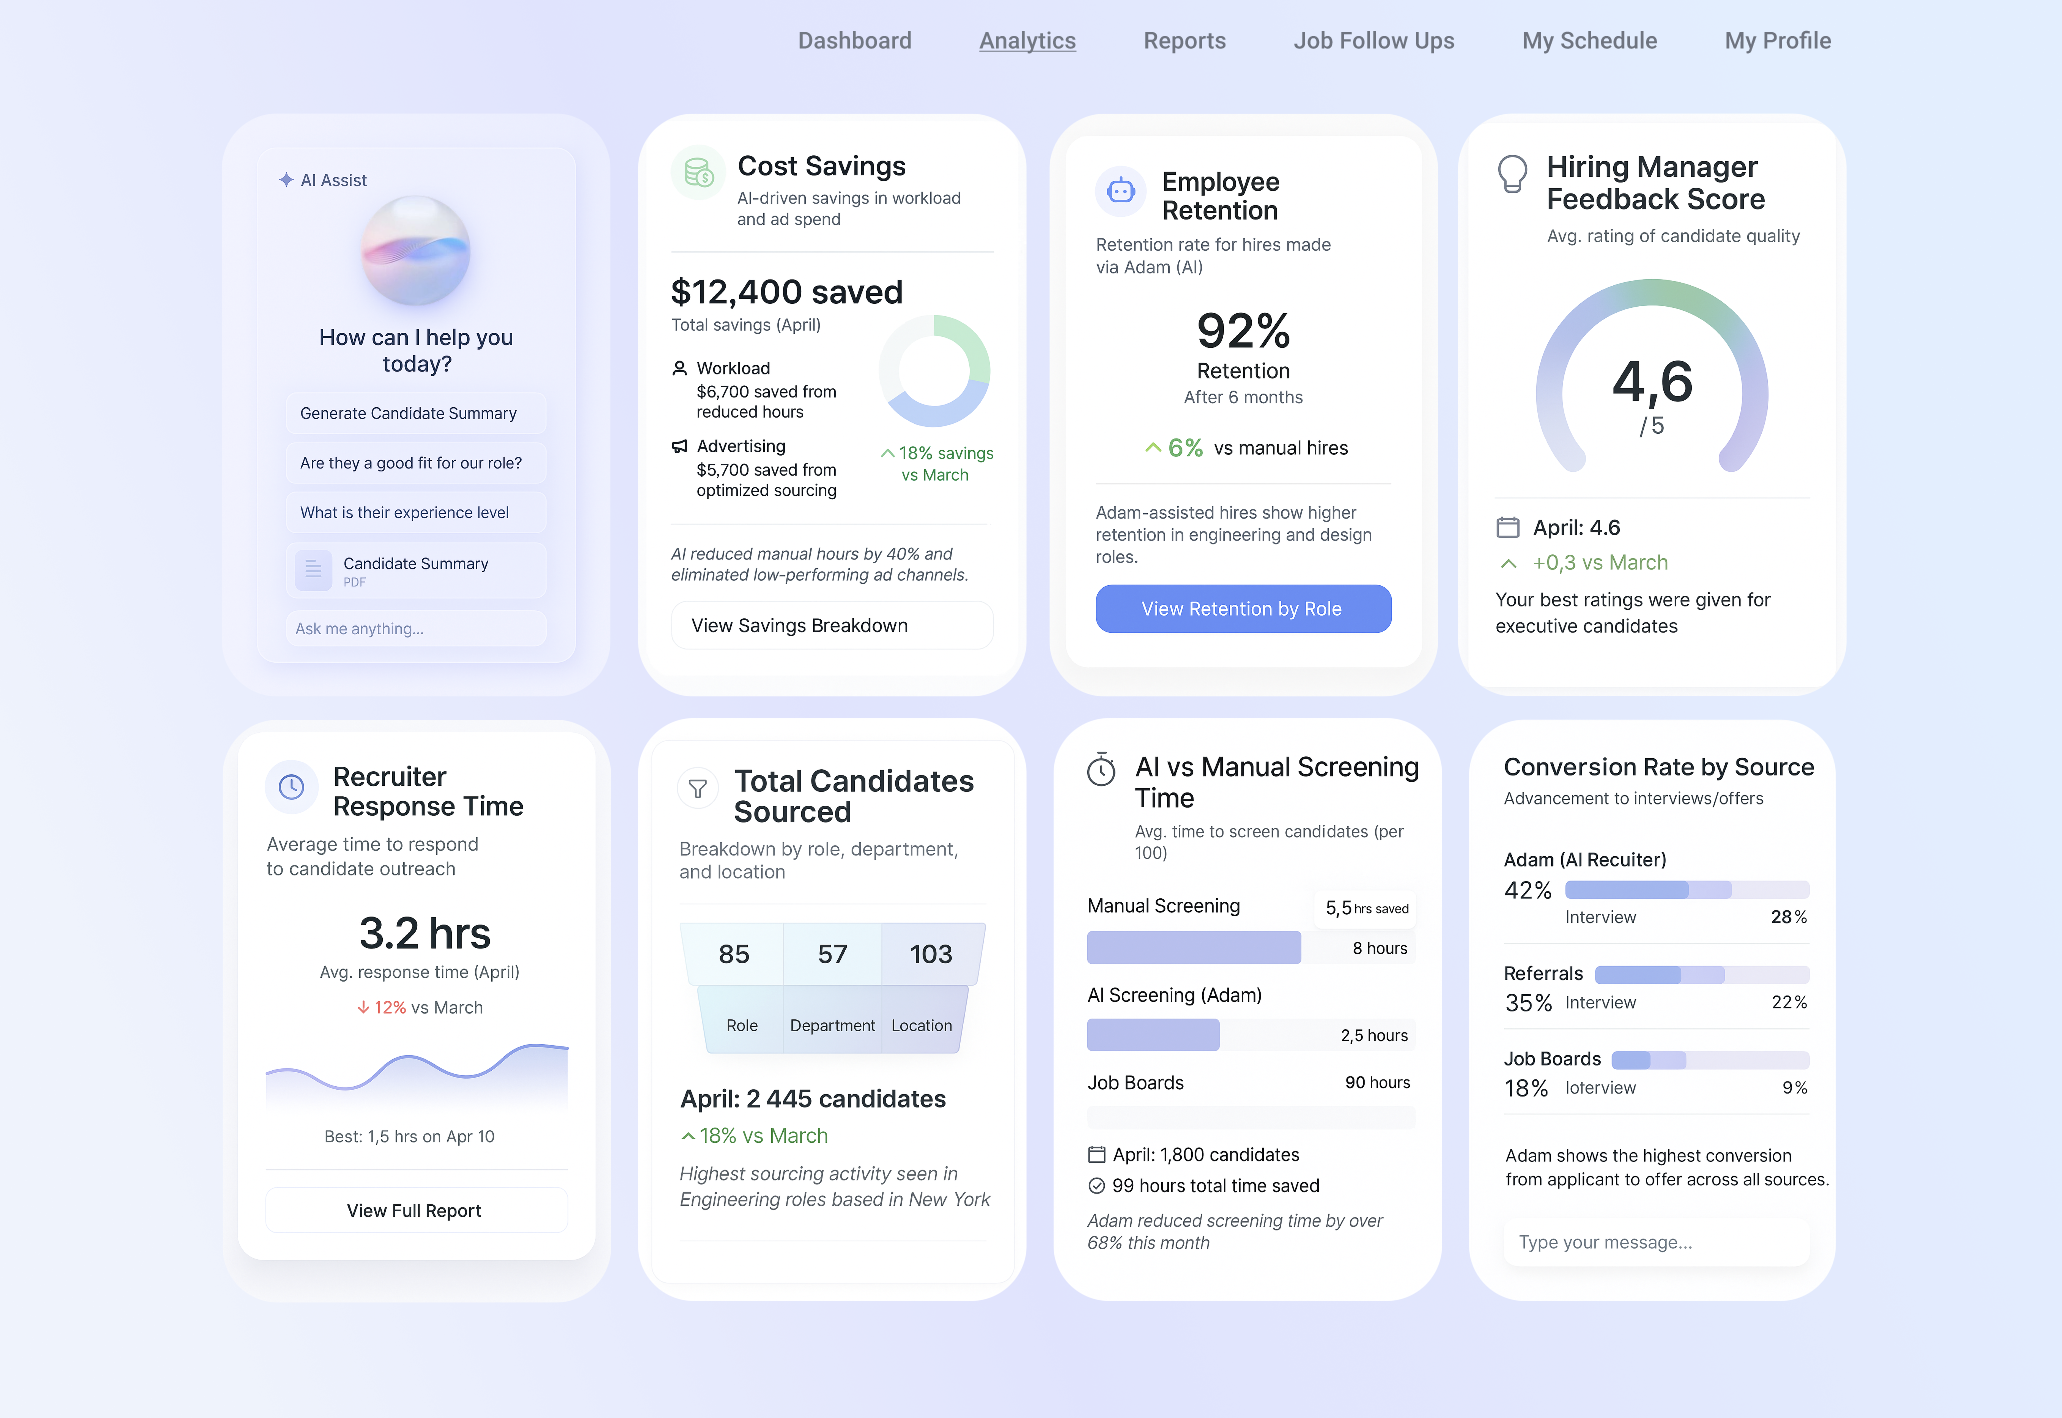 Dashboard
Analytics
Reports
Job Follow Ups
My Schedule
My Profile
AI Assist
How can I help you
today?
Generate Candidate Summary
Are they a good fit for our role?
What is their experience level
Candidate Summary
PDF
Ask me anything...
Cost Savings
AI-driven savings in workload
and ad spend
$12,400 saved
Total savings (April)
Workload
$6,700 saved from
reduced hours
Advertising
$5,700 saved from
optimized sourcing
18% savings
vs March
AI reduced manual hours by 40% and
eliminated low-performing ad channels.
View Savings Breakdown
Employee
Retention
Retention rate for hires made
via Adam (AI)
92%
Retention
After 6 months
6% vs manual hires
Adam-assisted hires show higher
retention in engineering and design
roles.
View Retention by Role
Hiring Manager
Feedback Score
Avg. rating of candidate quality
4,6
/5
April: 4.6
+0,3 vs March
Your best ratings were given for
executive candidates
Recruiter
Response Time
Average time to respond
to candidate outreach
3.2 hrs
Avg. response time (April)
↓ 12% vs March
Best: 1,5 hrs on Apr 10
View Full Report
Total Candidates
Sourced
Breakdown by role, department,
and location
85
57
103
Role
Department
Location
April: 2 445 candidates
18% vs March
Highest sourcing activity seen in
Engineering roles based in New York
AI vs Manual Screening
Time
Avg. time to screen candidates (per
100)
Manual Screening
5,5 hrs saved
8 hours
AI Screening (Adam)
2,5 hours
Job Boards
90 hours
April: 1,800 candidates
99 hours total time saved
Adam reduced screening time by over
68% this month
Conversion Rate by Source
Advancement to interviews/offers
Adam (AI Recuiter)
42%
Interview
28%
Referrals
35%
Interview
22%
Job Boards
18%
Ioterview
9%
Adam shows the highest conversion
from applicant to offer across all sources.
Type your message...